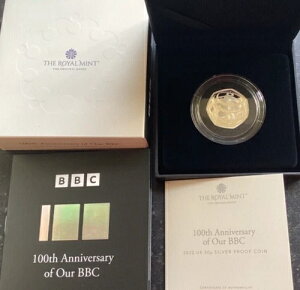 THE ROYAL MINT
THE ORIGINAL MAKER
BBC
100th Anniversary
of Our BBC
THE ROYAL MINT
100th Anniversary
of Our BBC
2022 UK 50p SILVER PROOF COIN